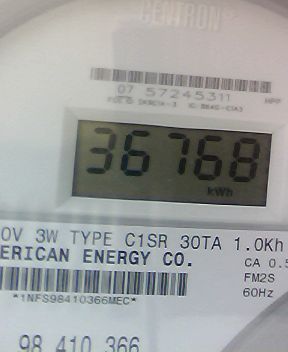 CENTRON
07 57245311
36768
kWh
0V 3W TYPE C1SR 30TA 1.0Kh
ERICAN ENERGY CO.
CA 0.5
FM2S
*1NFS98410366MEC*
60Hz
98 410 366